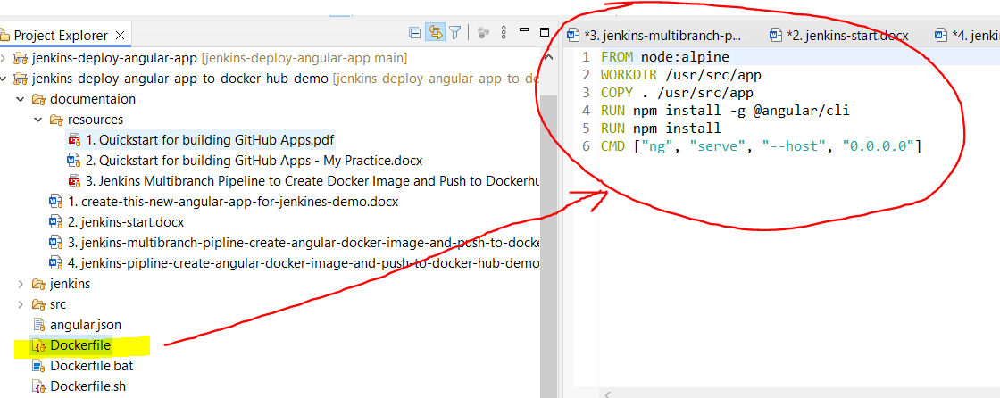 Project Explorer
jenkins-deploy-angular-app [jenkins-deploy-angular-app main]
jenkins-deploy-angular-app-to-docker-hub-demo [jenkins-deploy-angular-app-to-do
documentaion
resources
1. Quickstart for building GitHub Apps.pdf
2. Quickstart for building GitHub Apps - My Practice.docx
3. Jenkins Multibranch Pipeline to Create Docker Image and Push to Dockerhu
1. create-this-new-angular-app-for-jenkines-demo.docx
2. jenkins-start.docx
3. jenkins-multibranch-pipline-create-angular-docker-image-and-push-to-docke
4. jenkins-pipline-create-angular-docker-image-and-push-to-docker-hub-demo
jenkins
src
angular.json
Dockerfile
Dockerfile.bat
Dockerfile.sh
*3. jenkins-multibranch-p... *2. jenkins-start.docx *4. jenkin
1 FROM node:alpine
2 WORKDIR /usr/src/app
3 COPY . /usr/src/app
4 RUN npm install -g @angular/cli
5 RUN npm install
6 CMD ["ng", "serve", "--host", "0.0.0.0"]